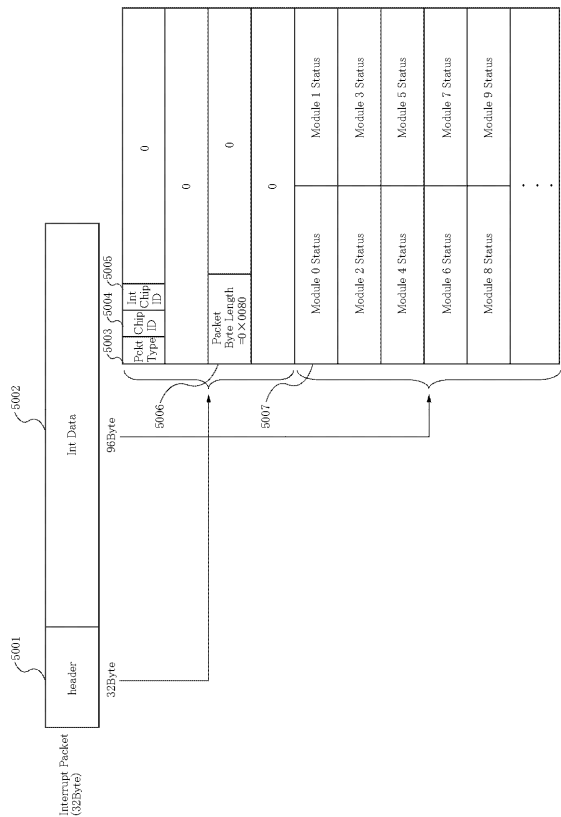 Interrupt Packet
(32Byte)
5001
5002
header
Int Data
32Byte
96Byte
5003
5004
5005
Pckt
Type
Chip
ID
Int
Chip
ID
0
0
5006
Packet
Byte Length
=0×0080
0
0
5007
Module 0 Status
Module 1 Status
Module 2 Status
Module 3 Status
Module 4 Status
Module 5 Status
Module 6 Status
Module 7 Status
Module 8 Status
Module 9 Status
. . .